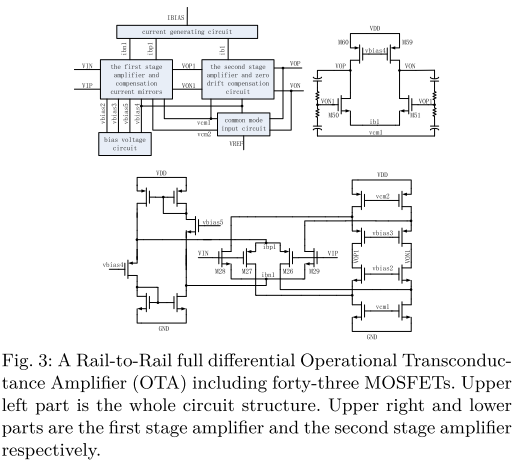 IBIAS
current generating circuit
ibn1
ibp1
ib1
VIN
VIP
the first stage
amplifier and
compensation
current mirrors
VOP1
VON1
the second stage
amplifier and zero
drift compensation
circuit
VOP
VON
vbias2
vbias3
vbias5
vbias4
vcm1
vcm2
common mode
input circuit
bias voltage
circuit
VREF
VDD
M60
vbias4
M59
VOP
VON
VON1
VOP1
M50
M51
ib1
vcm1
VDD
vbias5
vbias4
GND
VIN
ibp1
VIP
M28
M27
M26
M29
ibn1
VDD
vcm2
vbias3
VOP1
VON1
vbias2
vcm1
GND
Fig. 3: A Rail-to-Rail full differential Operational Transconduc-
tance Amplifier (OTA) including forty-three MOSFETs. Upper
left part is the whole circuit structure. Upper right and lower
parts are the first stage amplifier and the second stage amplifier
respectively.